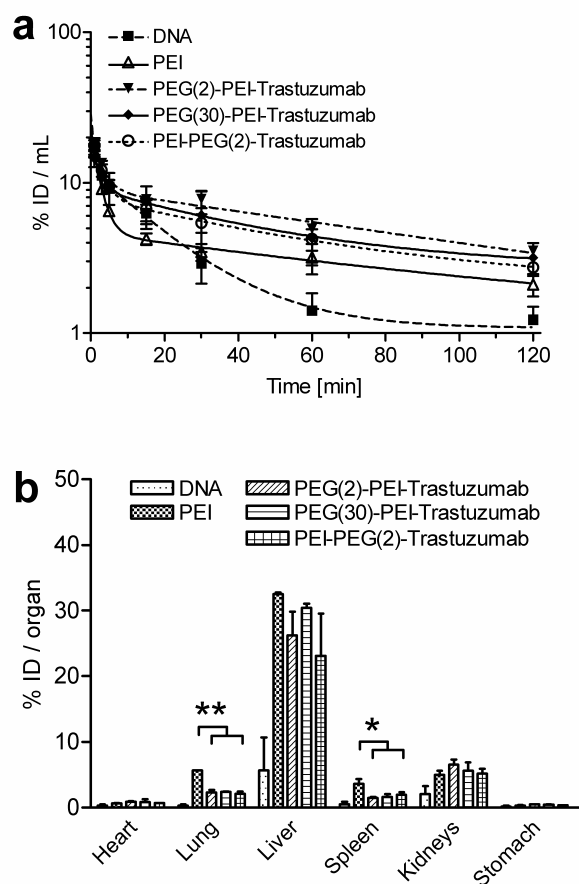 a
100
10
1
% ID / mL
DNA
PEI
PEG(2)-PEI-Trastuzumab
PEG(30)-PEI-Trastuzumab
PEI-PEG(2)-Trastuzumab
0 20 40 60 80 100 120
Time [min]
b
50
40
30
20
10
0
% ID / organ
DNA PEG(2)-PEI-Trastuzumab
PEI PEG(30)-PEI-Trastuzumab
PEI-PEG(2)-Trastuzumab
** *
Heart Lung Liver Spleen Kidneys Stomach